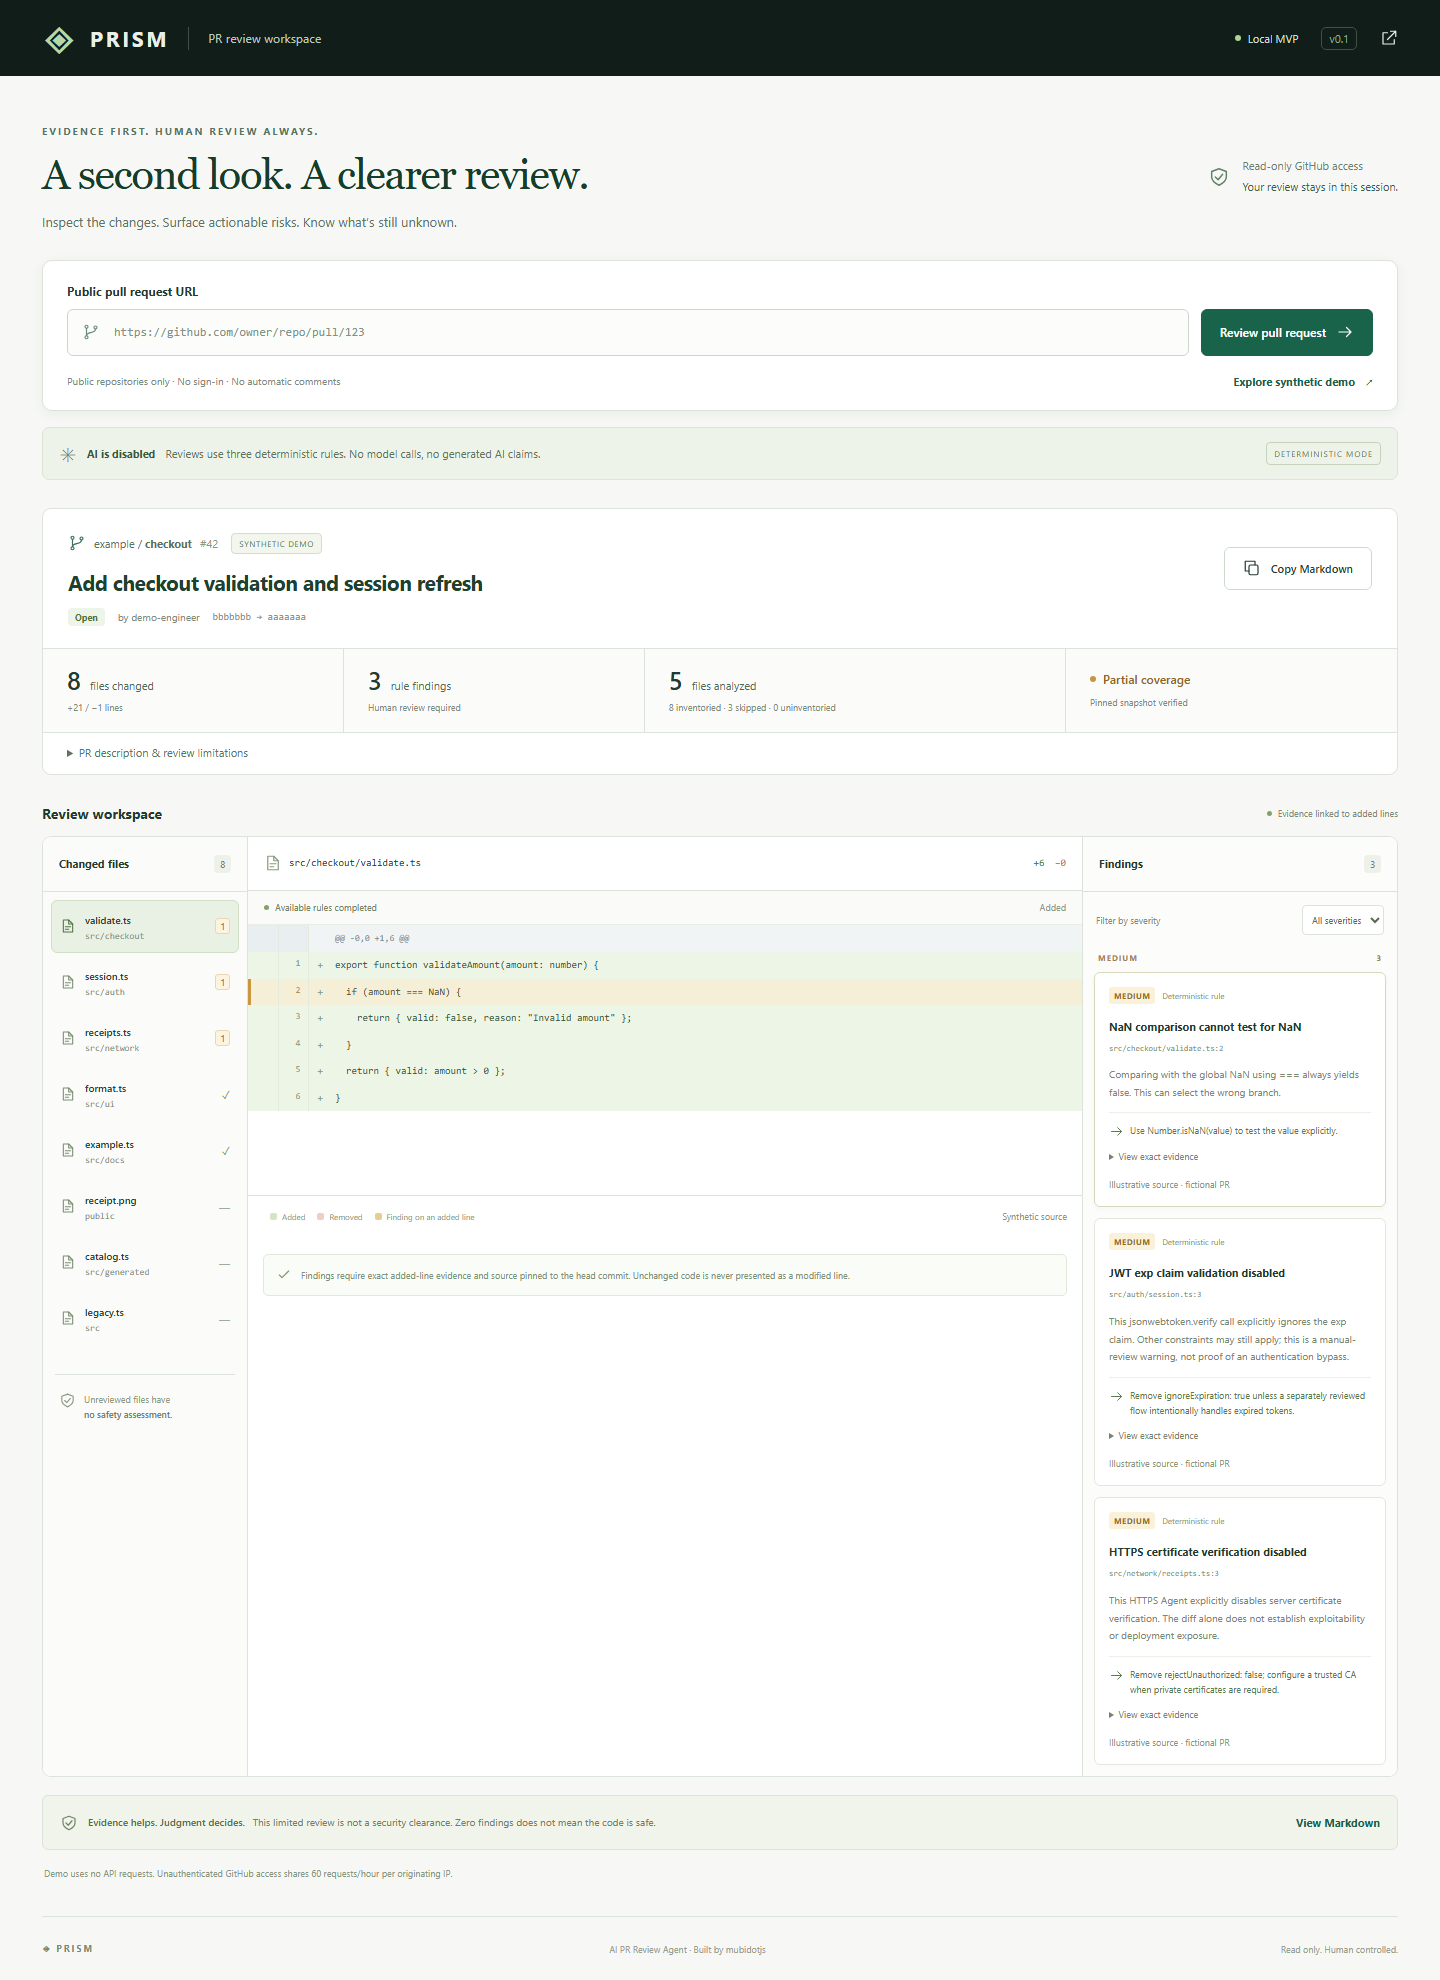 PRISM
PR review workspace
Local MVP
v0.1
EVIDENCE FIRST. HUMAN REVIEW ALWAYS.
A second look. A clearer review.
Inspect the changes. Surface actionable risks. Know what's still unknown.
Read-only GitHub access
Your review stays in this session.
Public pull request URL
https://github.com/owner/repo/pull/123
Review pull request →
Public repositories only · No sign-in · No automatic comments
Explore synthetic demo ↗
AI is disabled Reviews use three deterministic rules. No model calls, no generated AI claims.
DETERMINISTIC MODE
example / checkout #42 SYNTHETIC DEMO
Add checkout validation and session refresh
Open by demo-engineer bbbbbbb → aaaaaaa
Copy Markdown
8 files changed
+21 / −1 lines
3 rule findings
Human review required
5 files analyzed
8 inventoried · 3 skipped · 0 uninventoried
Partial coverage
Pinned snapshot verified
▶ PR description & review limitations
Review workspace
Evidence linked to added lines
Changed files 8
validate.ts 1
src/checkout
session.ts 1
src/auth
receipts.ts 1
src/network
format.ts ✓
src/ui
example.ts ✓
src/docs
receipt.png —
public
catalog.ts —
src/generated
legacy.ts —
src
Unreviewed files have
no safety assessment.
src/checkout/validate.ts +6 −0
Available rules completed Added
@@ -0,0 +1,6 @@
1 + export function validateAmount(amount: number) {
2 + if (amount === NaN) {
3 + return { valid: false, reason: "Invalid amount" };
4 + }
5 + return { valid: amount > 0 };
6 + }
Added Removed Finding on an added line
Synthetic source
Findings require exact added-line evidence and source pinned to the head commit. Unchanged code is never presented as a modified line.
Findings 3
Filter by severity All severities
MEDIUM 3
MEDIUM Deterministic rule
NaN comparison cannot test for NaN
src/checkout/validate.ts:2
Comparing with the global NaN using === always yields
false. This can select the wrong branch.
→ Use Number.isNaN(value) to test the value explicitly.
▶ View exact evidence
Illustrative source · fictional PR
MEDIUM Deterministic rule
JWT exp claim validation disabled
src/auth/session.ts:3
This jsonwebtoken.verify call explicitly ignores the exp
claim. Other constraints may still apply; this is a manual-
review warning, not proof of an authentication bypass.
→ Remove ignoreExpiration: true unless a separately reviewed
flow intentionally handles expired tokens.
▶ View exact evidence
Illustrative source · fictional PR
MEDIUM Deterministic rule
HTTPS certificate verification disabled
src/network/receipts.ts:3
This HTTPS Agent explicitly disables server certificate
verification. The diff alone does not establish exploitability
or deployment exposure.
→ Remove rejectUnauthorized: false; configure a trusted CA
when private certificates are required.
▶ View exact evidence
Illustrative source · fictional PR
Evidence helps. Judgment decides. This limited review is not a security clearance. Zero findings does not mean the code is safe.
View Markdown
Demo uses no API requests. Unauthenticated GitHub access shares 60 requests/hour per originating IP.
◆ PRISM
AI PR Review Agent · Built by mubidotjs
Read only. Human controlled.